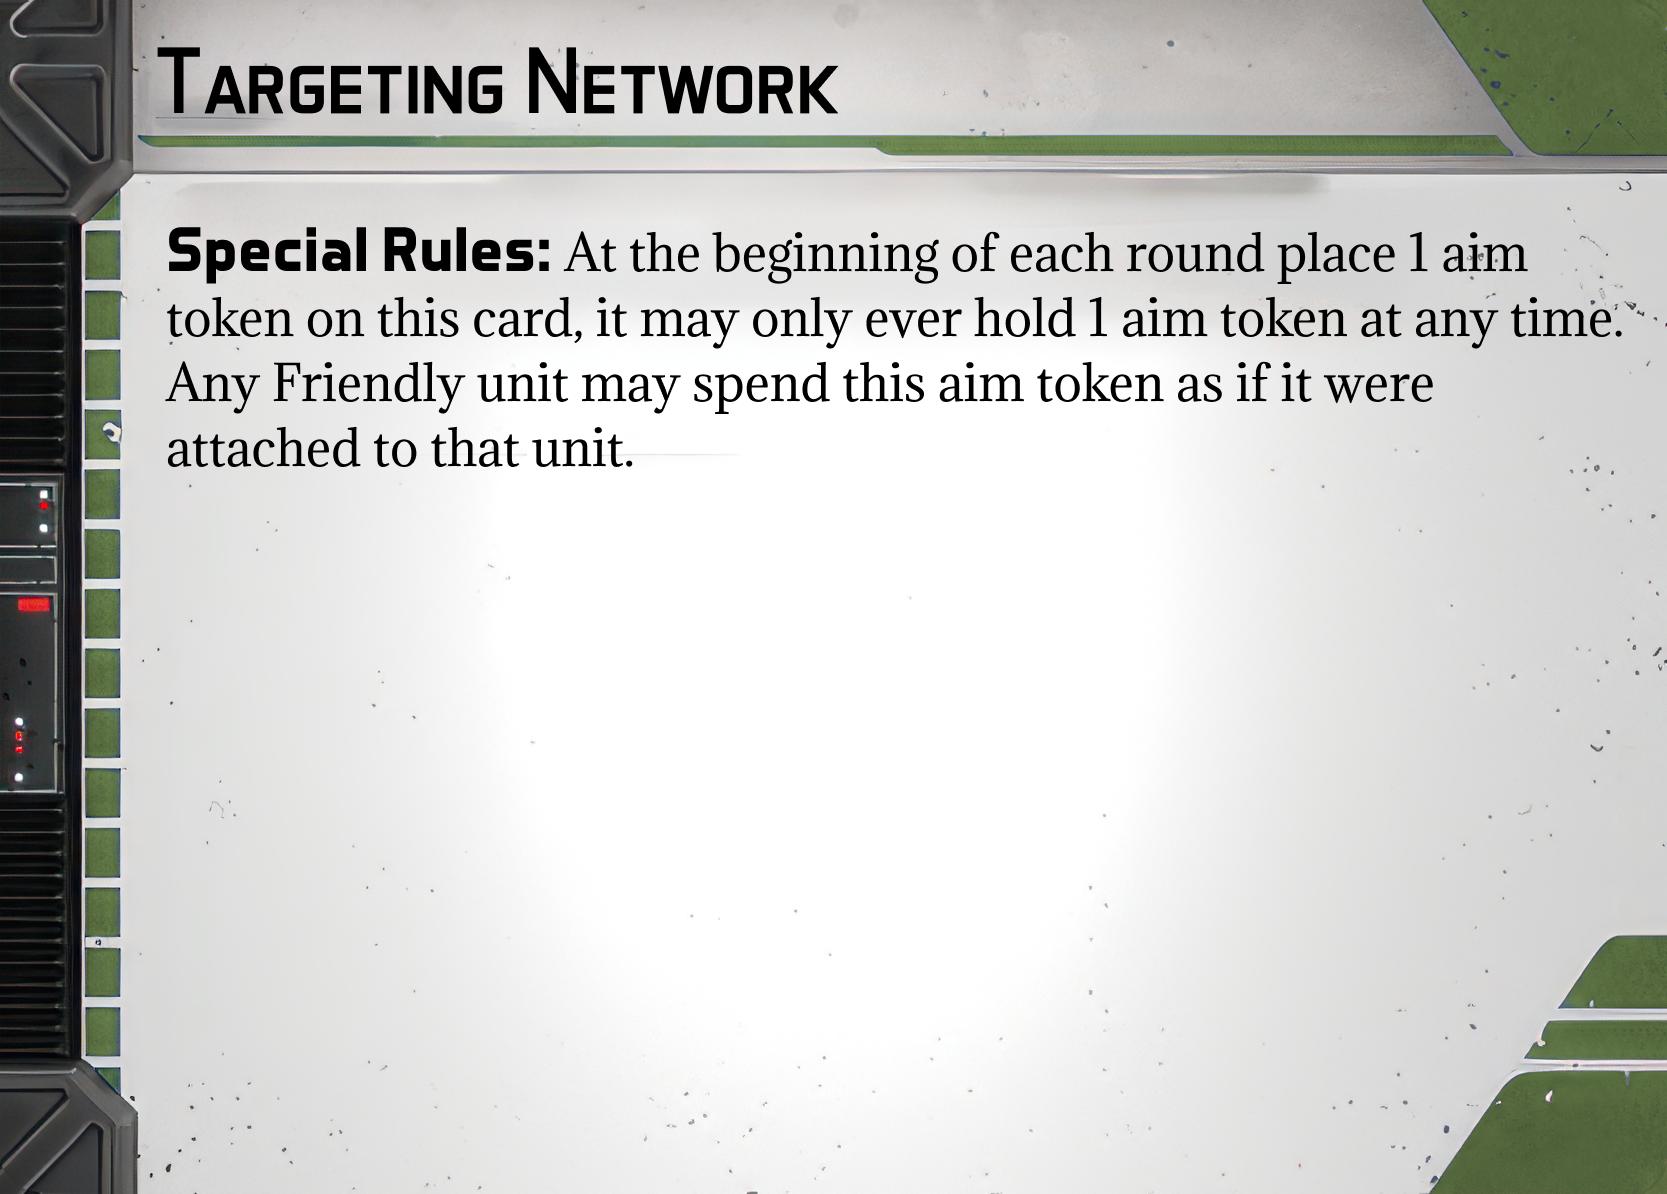 Targeting Network
Special Rules: At the beginning of each round place 1 aim
token on this card, it may only ever hold 1 aim token at any time.
Any Friendly unit may spend this aim token as if it were
attached to that unit.